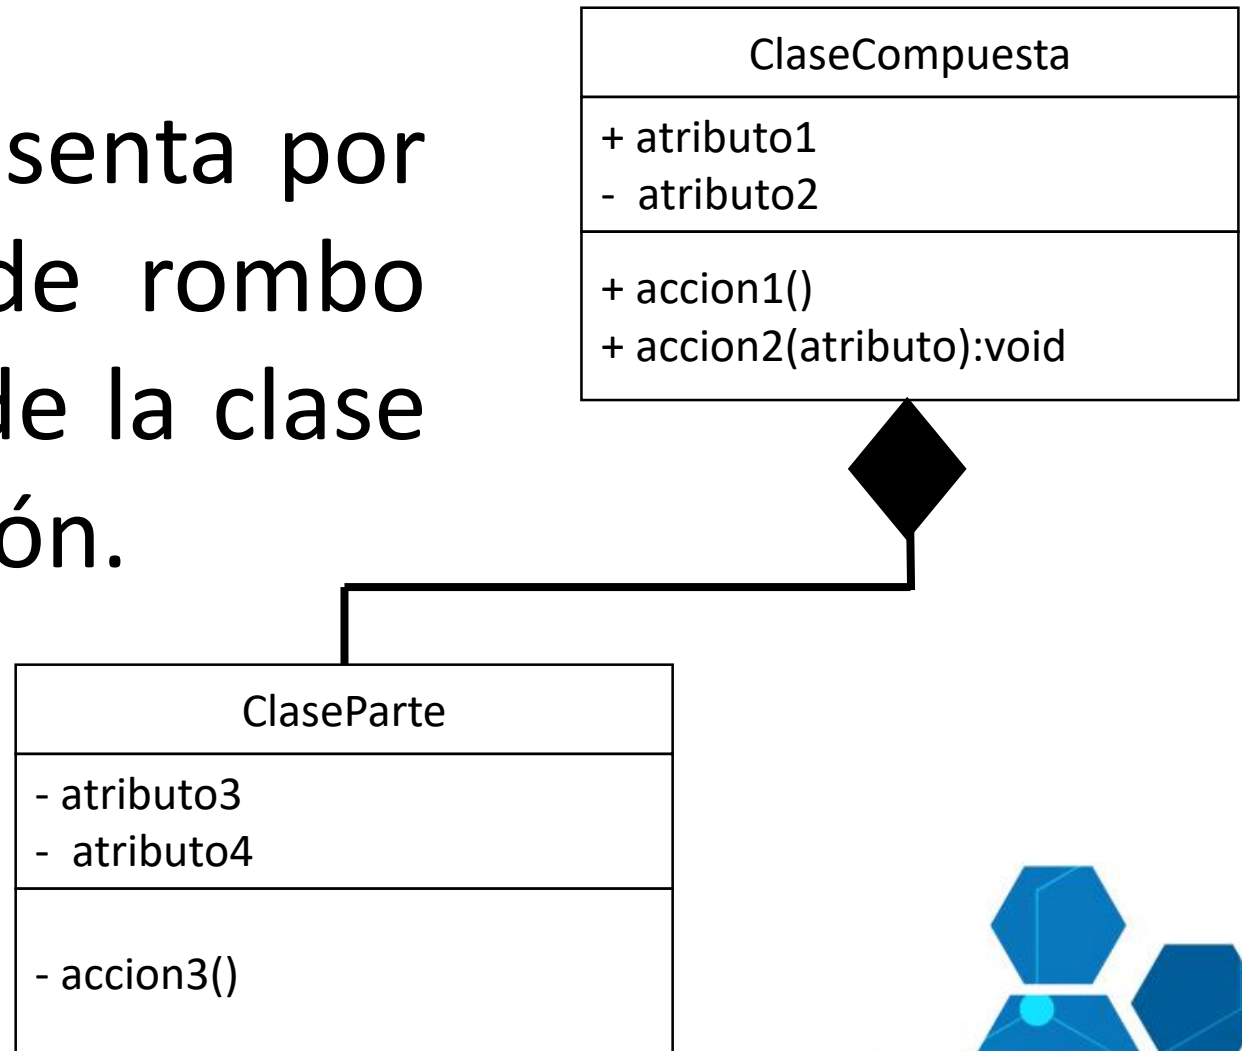 senta por
de rombo
de la clase
ón.
ClaseCompuesta
+ atributo1
- atributo2
+ accion1()
+ accion2(atributo):void
ClaseParte
- atributo3
- atributo4
- accion3()